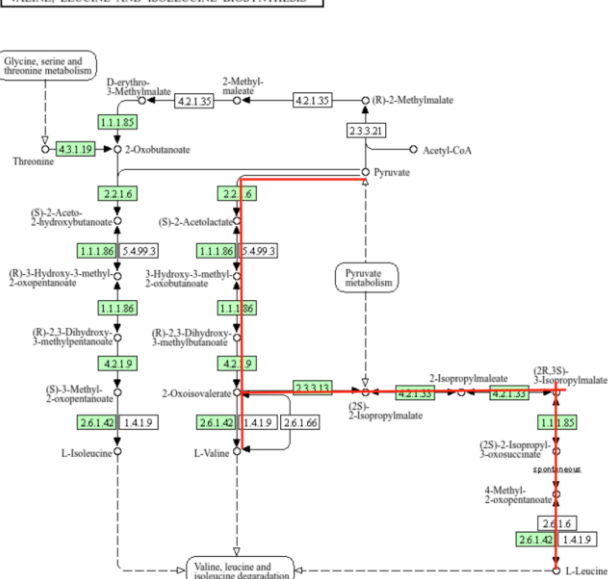 VALINE, LEUCINE AND ISOLEUCINE BIOSYNTHESIS
Glycine, serine and
threonine metabolism
D-erythro-
3-Methylmalate
2-Methyl-
maleate
4.2.1.35
4.2.1.35
(R)-2-Methylmalate
1.1.1.85
2.3.3.21
4.3.1.19
2-Oxobutanoate
Acetyl-CoA
Threonine
Pyruvate
2.2.1.6
2.2.1.6
(S)-2-Aceto-
2-hydroxybutanoate
(S)-2-Acetolactate
1.1.1.86
5.4.99.3
1.1.1.86
5.4.99.3
(R)-3-Hydroxy-3-methyl-
2-oxopentanoate
3-Hydroxy-3-methyl-
2-oxobutanoate
Pyruvate
metabolism
1.1.1.86
1.1.1.86
(R)-2,3-Dihydroxy-
3-methylpentanoate
(R)-2,3-Dihydroxy-
3-methylbutanoate
4.2.1.9
4.2.1.9
(S)-3-Methyl-
2-oxopentanoate
2-Oxoisovalerate
2.3.3.13
(2S)-
2-Isopropylmalate
4.2.1.33
2-Isopropylmaleate
4.2.1.33
(2R,3S)-
3-Isopropylmalate
2.6.1.42
1.4.1.9
2.6.1.42
1.4.1.9
2.6.1.66
1.1.1.85
L-Isoleucine
L-Valine
(2S)-2-Isopropyl-
3-oxosuccinate
spontaneous
4-Methyl-
2-oxopentanoate
2.6.1.6
2.6.1.42
1.4.1.9
Valine, leucine and
isoleucine degradation
L-Leucine